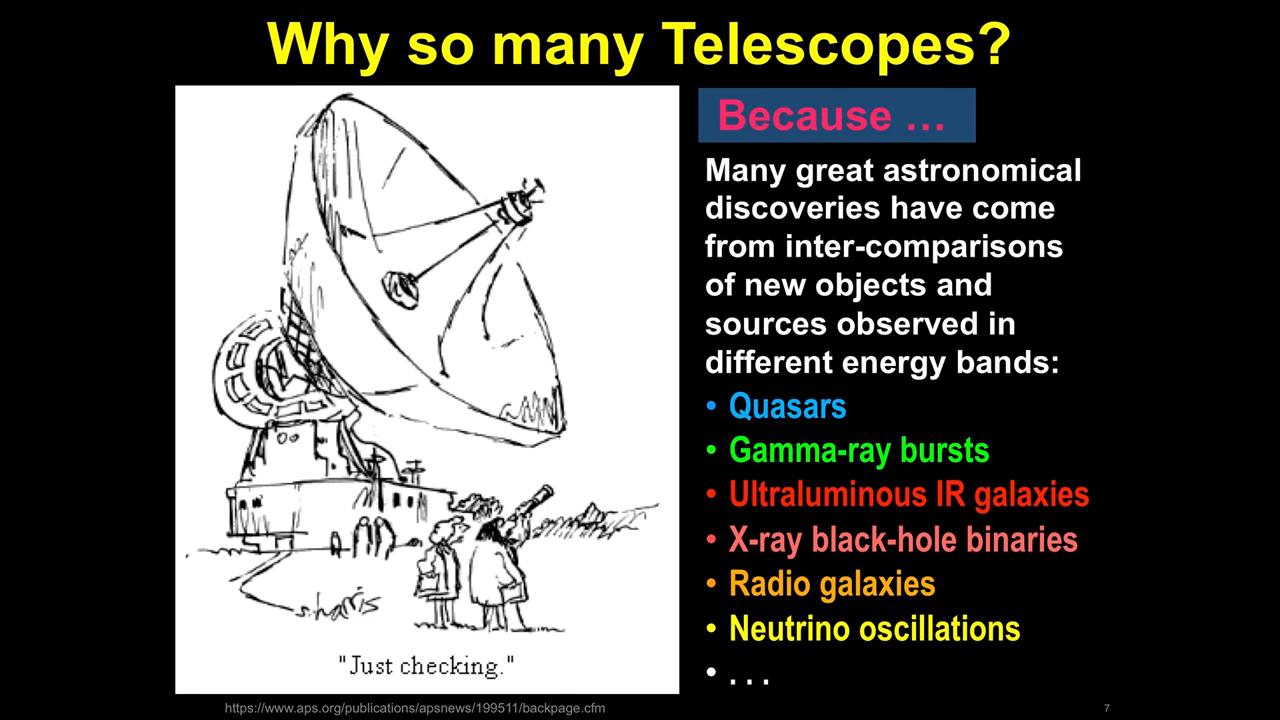 Why so many Telescopes?
Because …
Many great astronomical
discoveries have come
from inter-comparisons
of new objects and
sources observed in
different energy bands:
• Quasars
• Gamma-ray bursts
• Ultraluminous IR galaxies
• X-ray black-hole binaries
• Radio galaxies
• Neutrino oscillations
• . . .
s.harris
"Just checking."
https://www.aps.org/publications/apsnews/199511/backpage.cfm
7